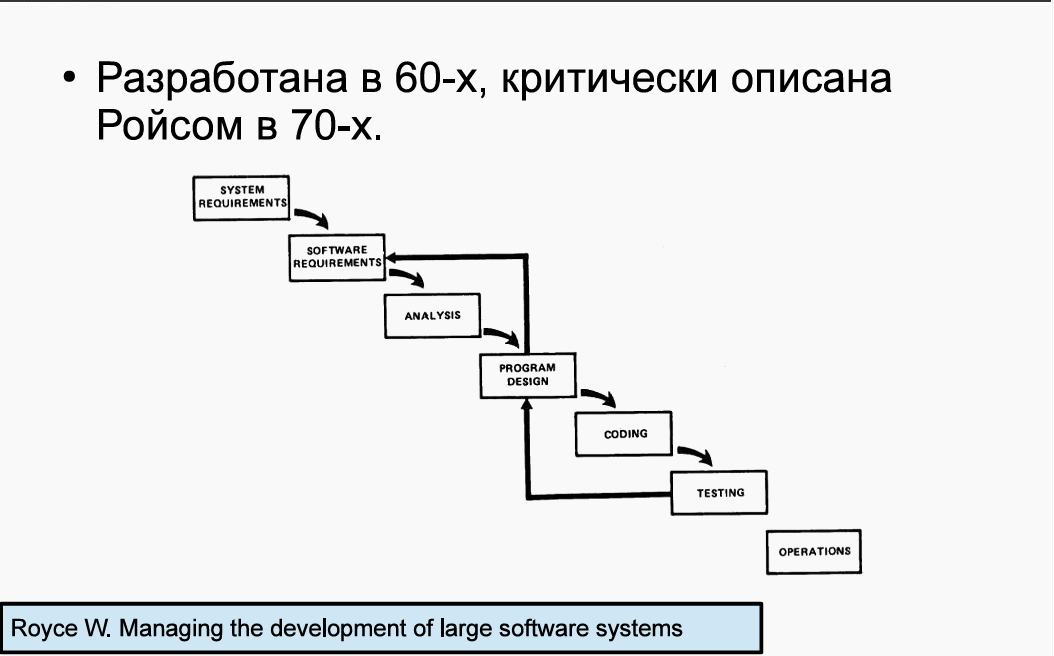 • Разработана в 60-х, критически описана
Ройсом в 70-х.
SYSTEM
REQUIREMENTS
SOFTWARE
REQUIREMENTS
ANALYSIS
PROGRAM
DESIGN
CODING
TESTING
OPERATIONS
Royce W. Managing the development of large software systems